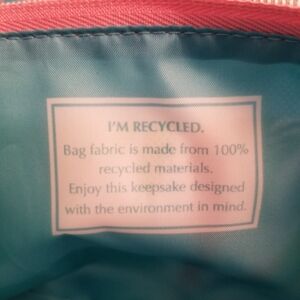 I'M RECYCLED.
Bag fabric is made from 100%
recycled materials.
Enjoy this keepsake designed
with the environment in mind.